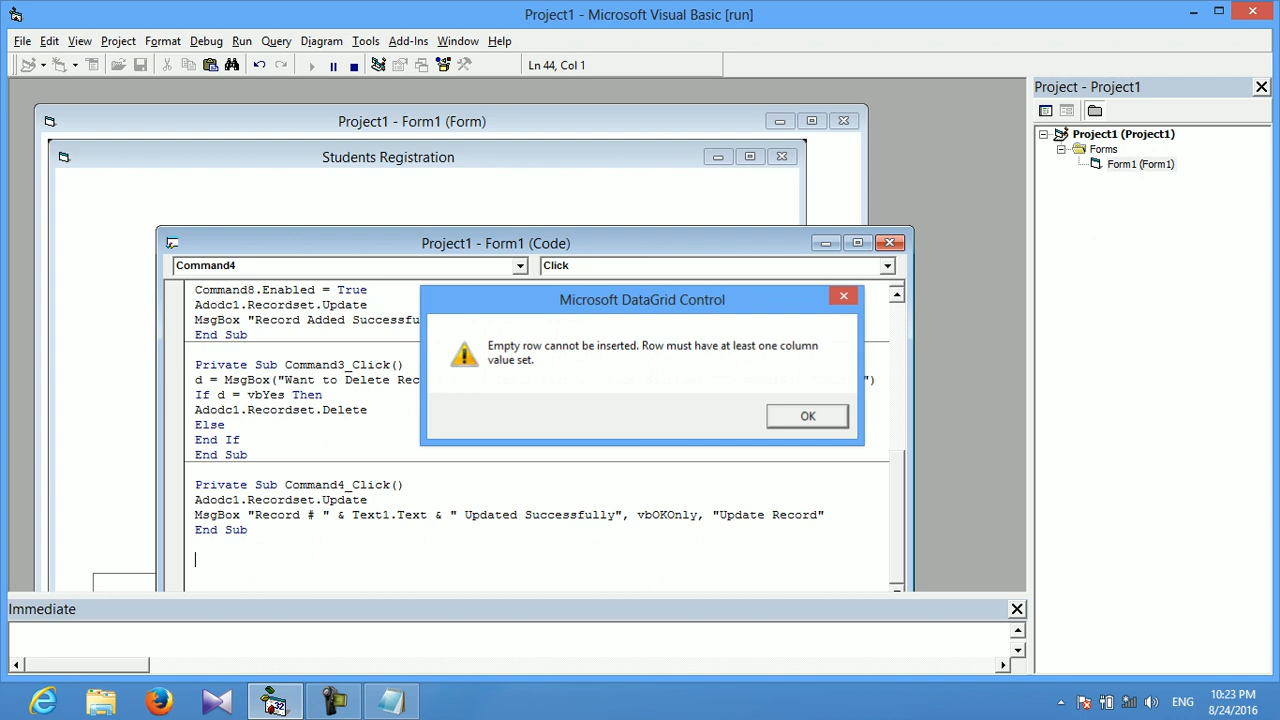 Project1 - Microsoft Visual Basic [run]
File Edit View Project Format Debug Run Query Diagram Tools Add-Ins Window Help
Ln 44, Col 1
Project - Project1
Project1 (Project1)
Forms
Form1 (Form1)
Project1 - Form1 (Form)
Students Registration
Project1 - Form1 (Code)
Command4
Click
Command8.Enabled = True
Adodc1.Recordset.Update
MsgBox "Record Added Successfu
End Sub
Private Sub Command3_Click()
d = MsgBox("Want to Delete Rec ")
If d = vbYes Then
Adodc1.Recordset.Delete
Else
End If
End Sub
Private Sub Command4_Click()
Adodc1.Recordset.Update
MsgBox "Record # " & Text1.Text & " Updated Successfully", vbOKOnly, "Update Record"
End Sub
Microsoft DataGrid Control
Empty row cannot be inserted. Row must have at least one column
value set.
OK
Immediate
32
ENG
10:23 PM
8/24/2016